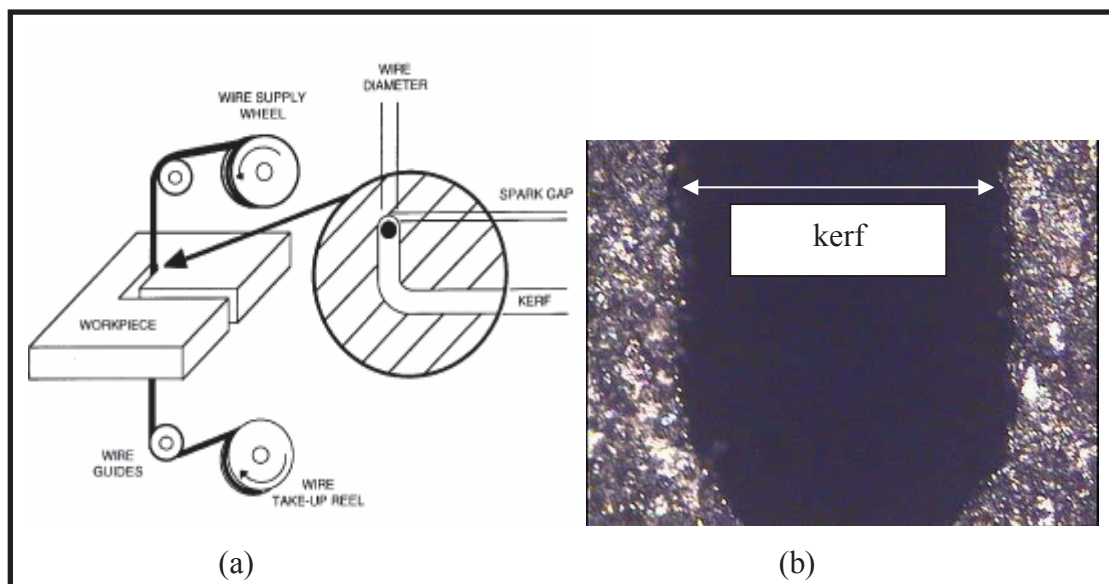 WIRE
DIAMETER
WIRE SUPPLY
WHEEL
SPARK GAP
KERF
WORKPIECE
WIRE
GUIDES
WIRE
TAKE-UP REEL
kerf
(a)
(b)